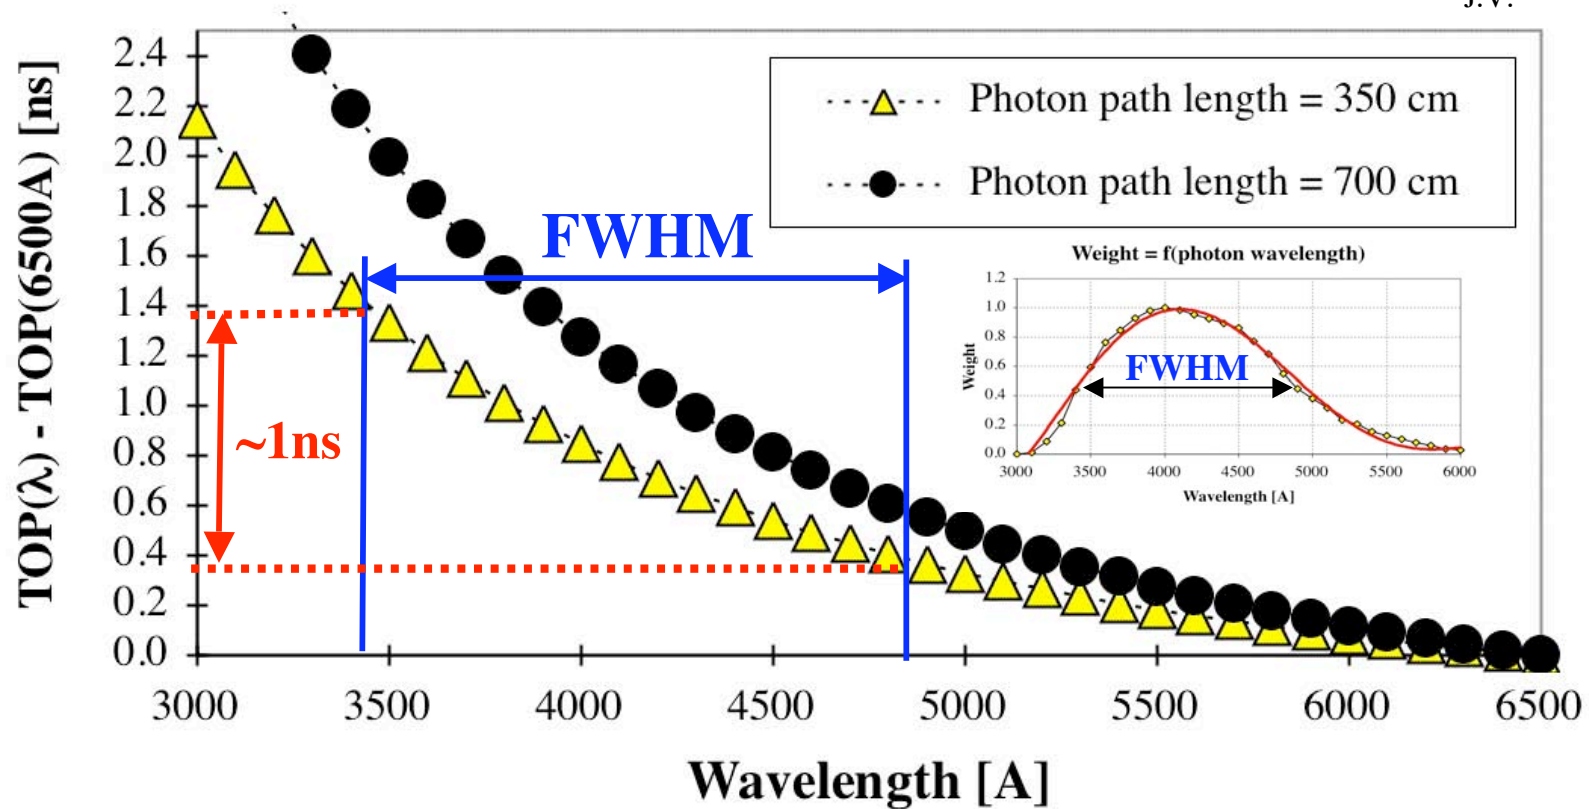 J.V.
TOP(λ) - TOP(6500A) [ns]
2.4
2.2
2.0
1.8
1.6
1.4
1.2
1.0
0.8
0.6
0.4
0.2
0.0
Photon path length = 350 cm
Photon path length = 700 cm
FWHM
~1ns
Weight = f(photon wavelength)
Weight
1.2
1.0
0.8
0.6
0.4
0.2
0.0
FWHM
3000 3500 4000 4500 5000 5500 6000
Wavelength [A]
3000 3500 4000 4500 5000 5500 6000 6500
Wavelength [A]